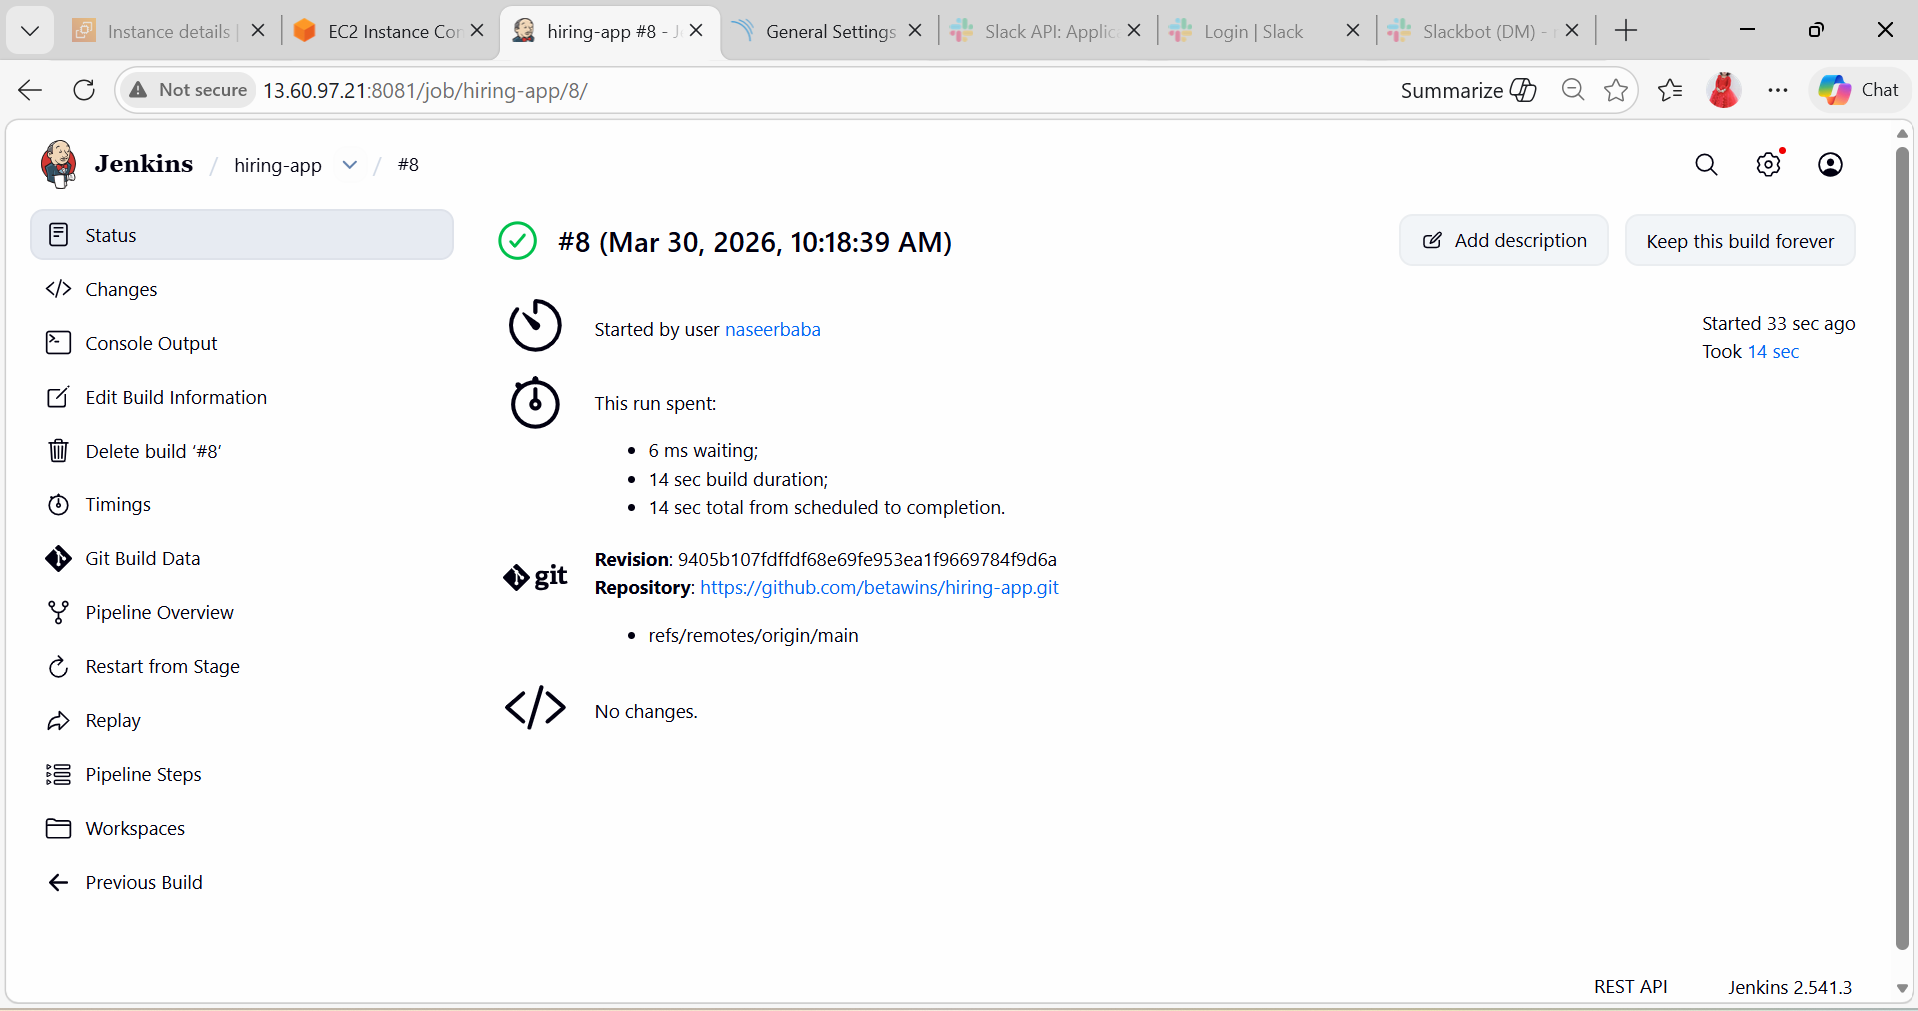 Instance details |
EC2 Instance Con
hiring-app #8 - Je
General Settings
Slack API: Applic
Login | Slack
Slackbot (DM) -
Not secure
13.60.97.21:8081/job/hiring-app/8/
Summarize
Chat
Jenkins / hiring-app / #8
Status
Changes
Console Output
Edit Build Information
Delete build ‘#8’
Timings
Git Build Data
Pipeline Overview
Restart from Stage
Replay
Pipeline Steps
Workspaces
Previous Build
#8 (Mar 30, 2026, 10:18:39 AM)
Add description
Keep this build forever
Started by user naseerbaba
Started 33 sec ago
Took 14 sec
This run spent:
6 ms waiting;
14 sec build duration;
14 sec total from scheduled to completion.
git
Revision: 9405b107fdffdf68e69fe953ea1f9669784f9d6a
Repository: https://github.com/betawins/hiring-app.git
refs/remotes/origin/main
No changes.
REST API
Jenkins 2.541.3